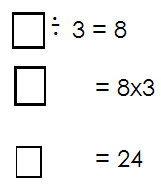 □ ÷ 3 = 8
□ = 8x3
□ = 24